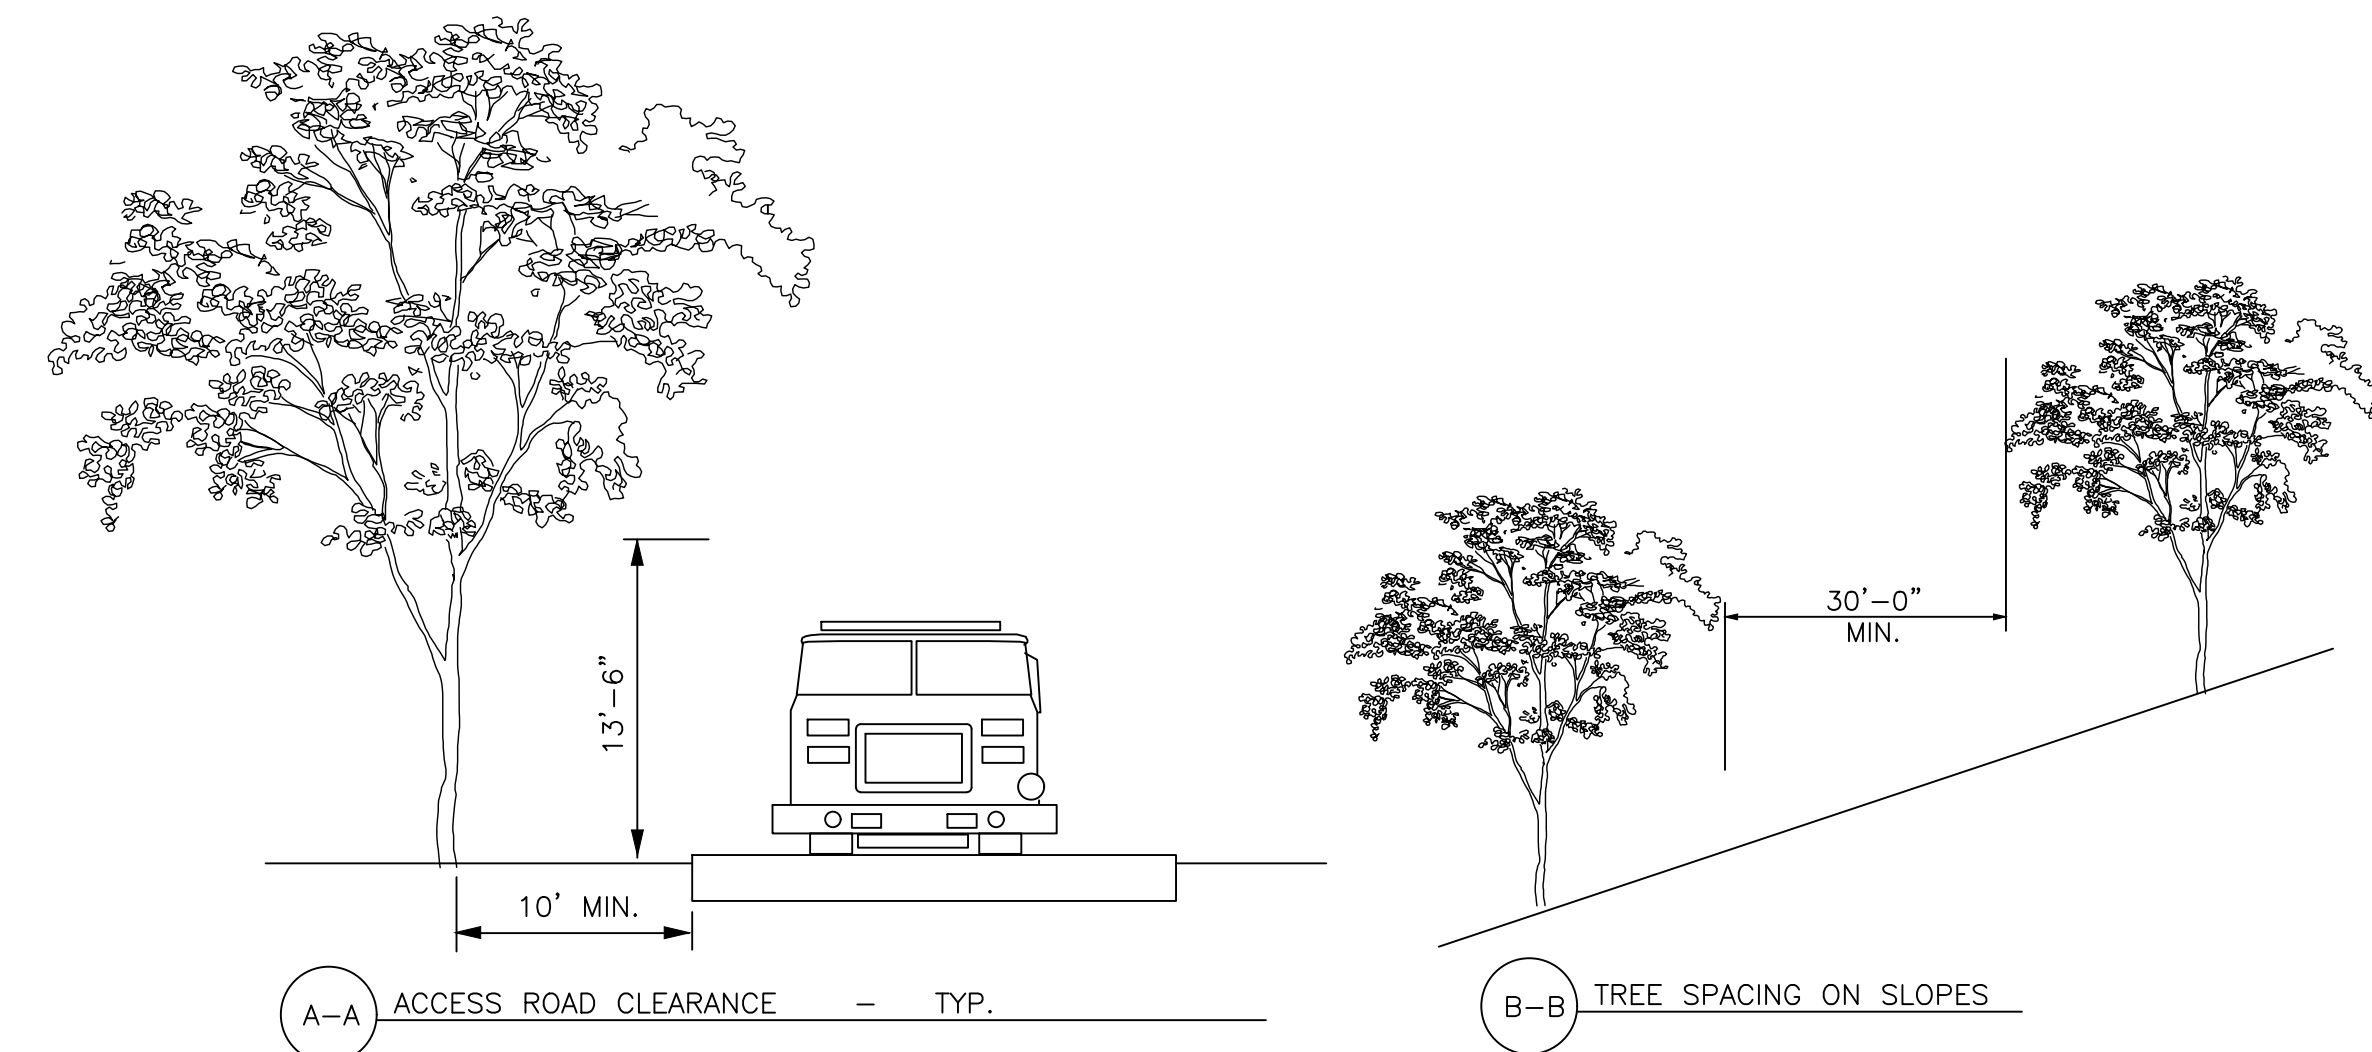 13’-6”
10’ MIN.
A-A
ACCESS ROAD CLEARANCE - TYP.
30’-0”
MIN.
B-B
TREE SPACING ON SLOPES